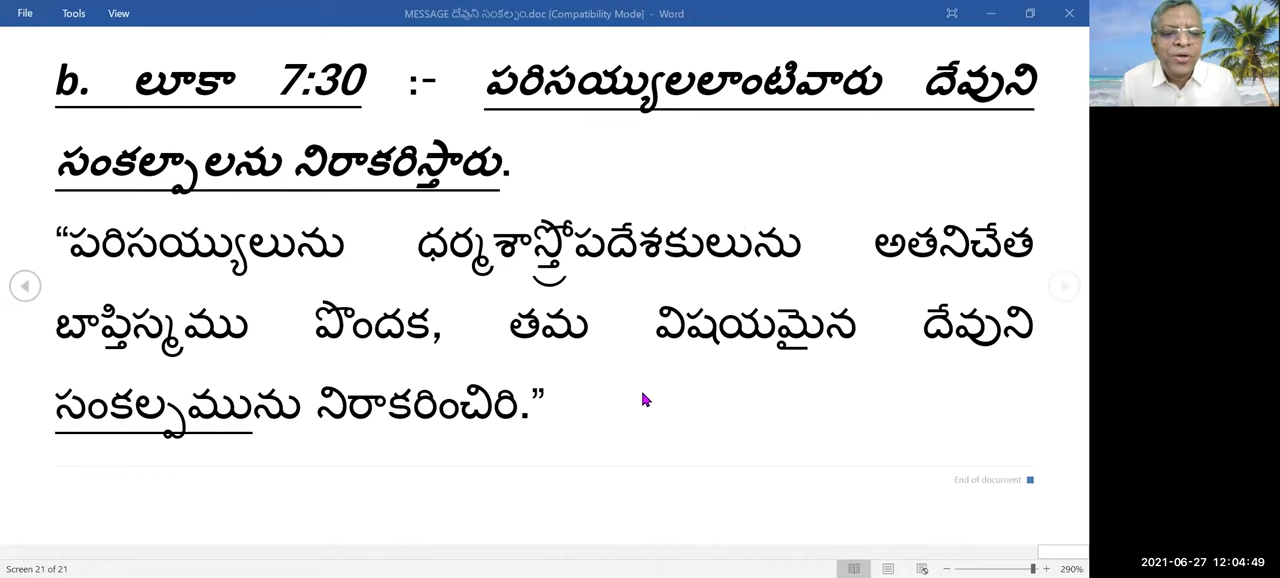 File Tools View MESSAGE దేవుని సంకల్పం.doc [Compatibility Mode] - Word
b. లూకా 7:30 :- పరిసయ్యులలాంటివారు దేవుని
సంకల్పాలను నిరాకరిస్తారు.
“పరిసయ్యులును ధర్మశాస్త్రోపదేశకులును అతనిచేత
బాప్తిస్మము పొందక, తమ విషయమైన దేవుని
సంకల్పమును నిరాకరించిరి.”
End of document
Screen 21 of 21
290%
2021-06-27 12:04:49